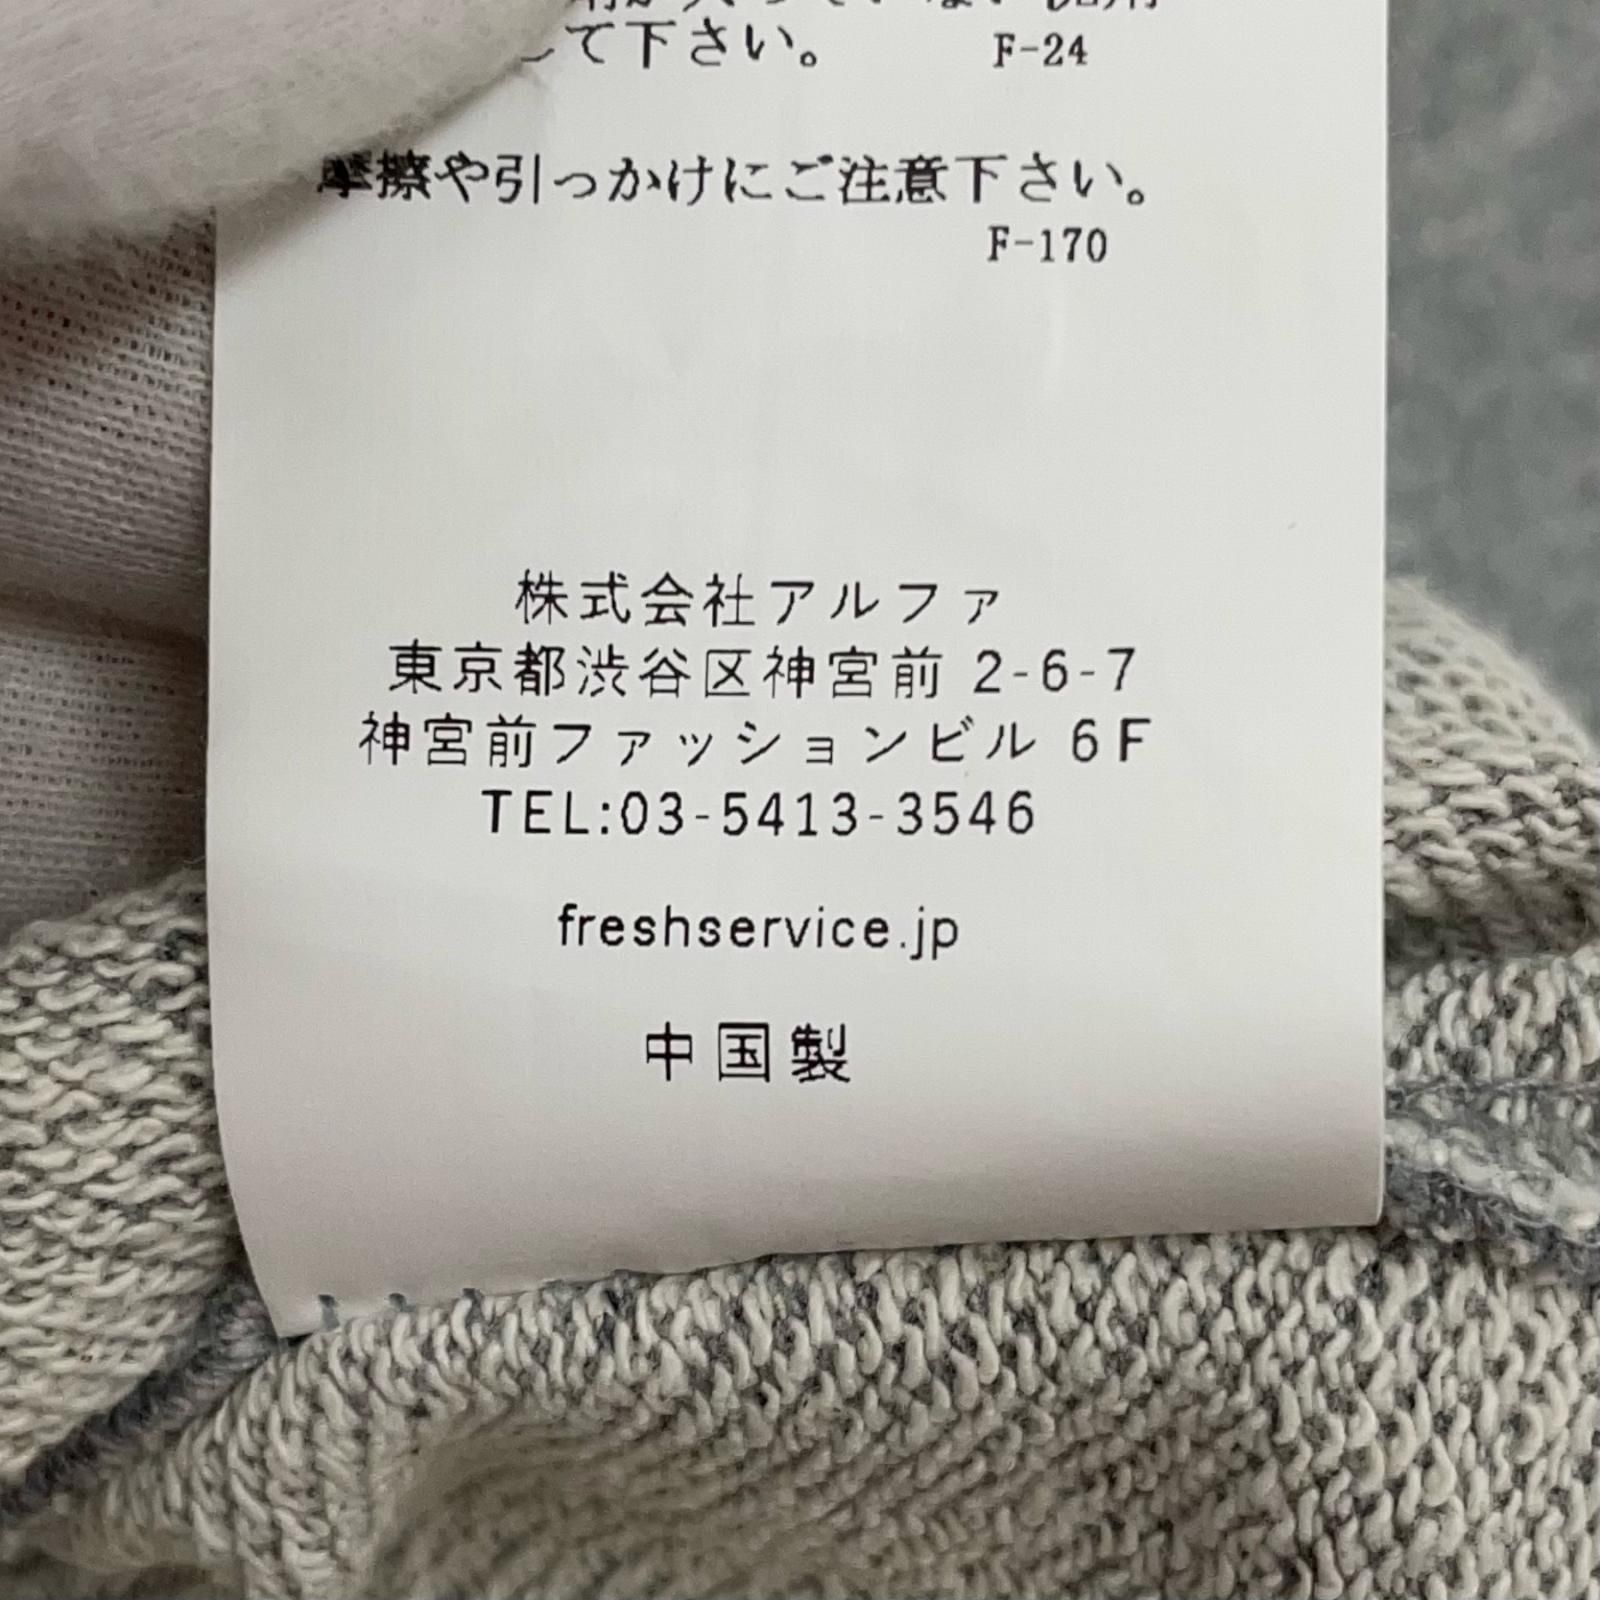 して下さい。 F-24
摩擦や引っかけにご注意下さい。
F-170
株式会社アルファ
東京都渋谷区神宮前 2-6-7
神宮前ファッションビル 6F
TEL:03-5413-3546
freshservice.jp
中国製